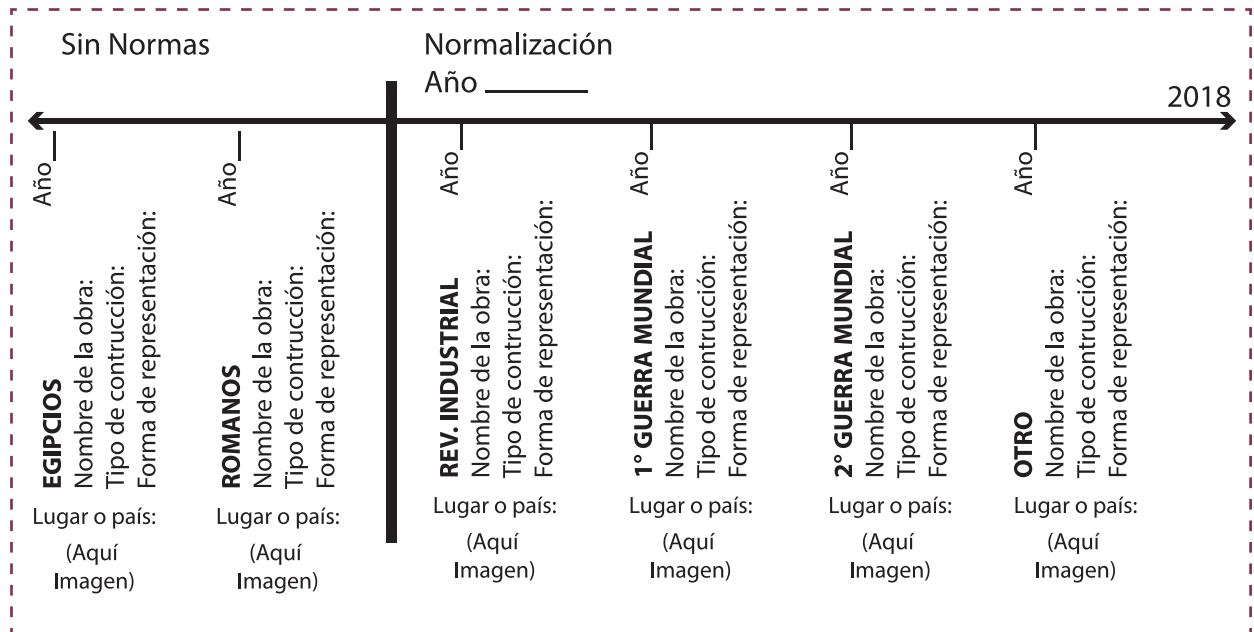 Sin Normas
Normalización
Año ________
2018
Año
EGIPCIOS
Nombre de la obra:
Tipo de contrucción:
Forma de representación:
Lugar o país:
(Aquí
Imagen)
Año
ROMANOS
Nombre de la obra:
Tipo de contrucción:
Forma de representación:
Lugar o país:
(Aquí
Imagen)
Año
REV. INDUSTRIAL
Nombre de la obra:
Tipo de contrucción:
Forma de representación:
Lugar o país:
(Aquí
Imagen)
Año
1° GUERRA MUNDIAL
Nombre de la obra:
Tipo de contrucción:
Forma de representación:
Lugar o país:
(Aquí
Imagen)
Año
2° GUERRA MUNDIAL
Nombre de la obra:
Tipo de contrucción:
Forma de representación:
Lugar o país:
(Aquí
Imagen)
Año
OTRO
Nombre de la obra:
Tipo de contrucción:
Forma de representación:
Lugar o país:
(Aquí
Imagen)